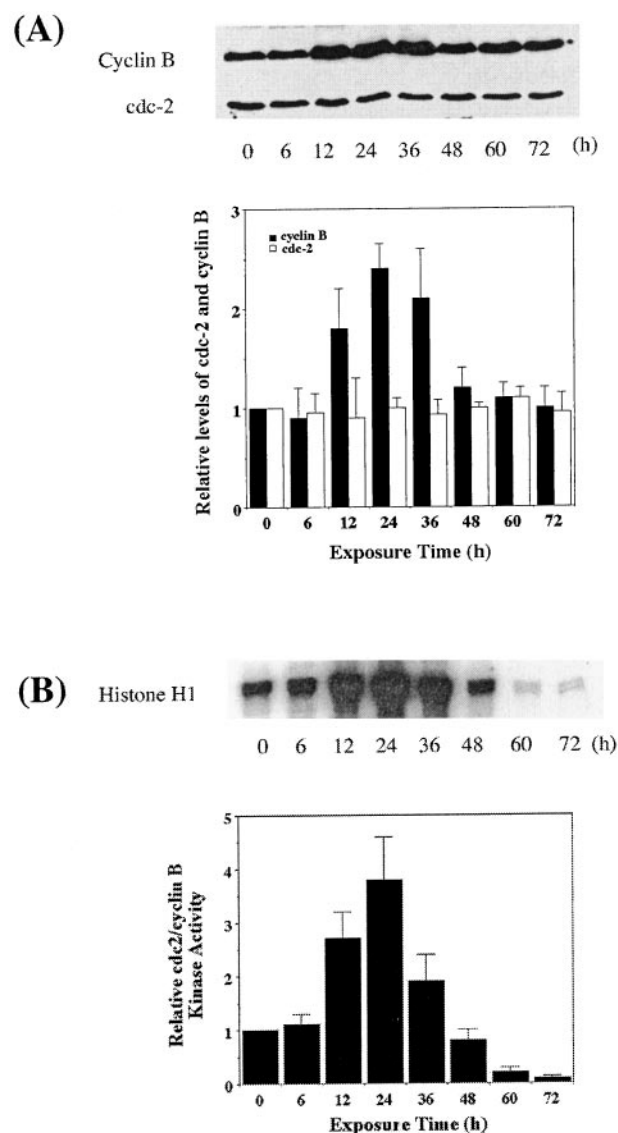 (A)
Cyclin B
cdc-2
0 6 12 24 36 48 60 72 (h)
Relative levels of cdc-2 and cyclin B
3
2
1
0
cyclin B
cdc-2
0 6 12 24 36 48 60 72
Exposure Time (h)
(B)
Histone H1
0 6 12 24 36 48 60 72 (h)
Relative cdc2/cyclin B
Kinase Activity
5
4
3
2
1
0
0 6 12 24 36 48 60 72
Exposure Time (h)